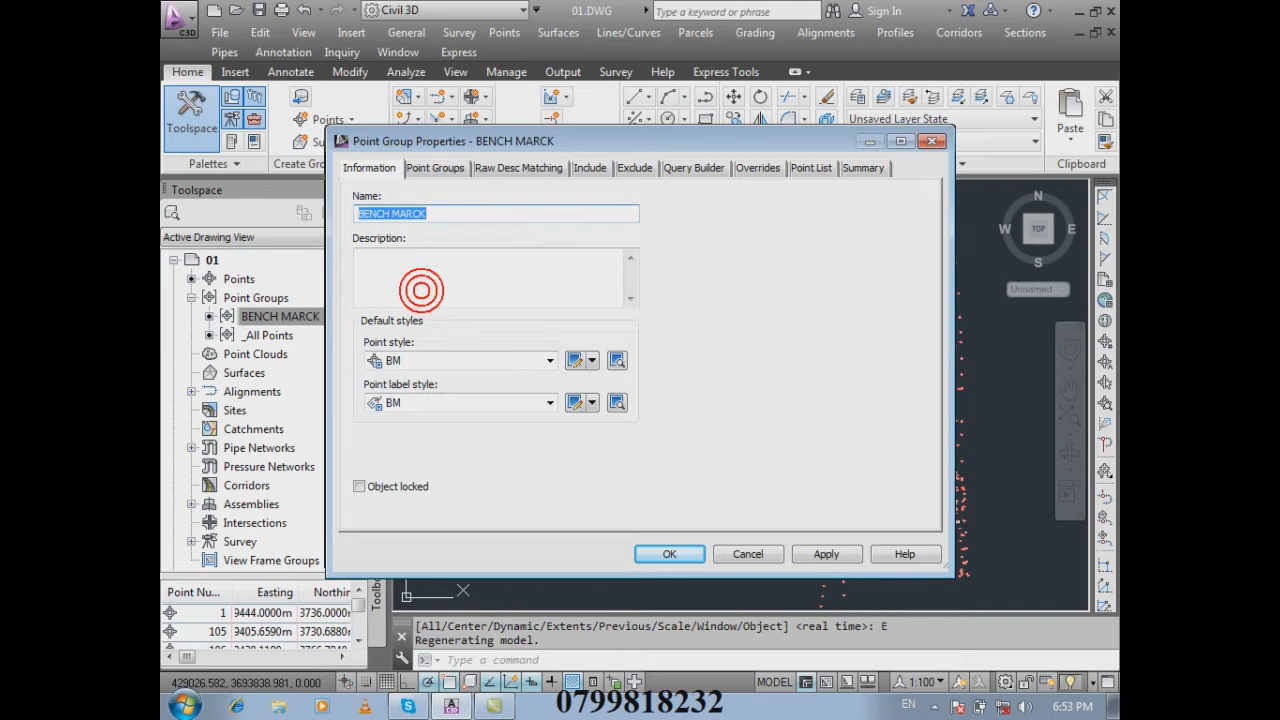 Civil 3D
01.DWG
Type a keyword or phrase
Sign In
C3D
File Edit View Insert General Survey Points Surfaces Lines/Curves Parcels Grading Alignments Profiles Corridors Sections
Pipes Annotation Inquiry Window Express
Home Insert Annotate Modify Analyze View Manage Output Survey Help Express Tools
Toolspace
Points
Unsaved Layer State
Paste
Palettes
Create Gro
Clipboard
Point Group Properties - BENCH MARCK
Information Point Groups Raw Desc Matching Include Exclude Query Builder Overrides Point List Summary
Name:
BENCH MARCK
Description:
Default styles
Point style:
BM
Point label style:
BM
Object locked
OK Cancel Apply Help
Toolspace
Active Drawing View
01
Points
Point Groups
BENCH MARCK
_All Points
Point Clouds
Surfaces
Alignments
Sites
Catchments
Pipe Networks
Pressure Networks
Corridors
Assemblies
Intersections
Survey
View Frame Groups
Point Nu... Easting Northir
1 9444.0000m 3736.0000r
105 9405.6590m 3730.6880r
Toolbo
N
W TOP E
S
Unnamed
[All/Center/Dynamic/Extents/Previous/Scale/Window/Object] <real time>: E
Regenerating model.
Type a command
429026.582, 3693838.981, 0.000
MODEL
1:100
0799818232
EN
6:53 PM